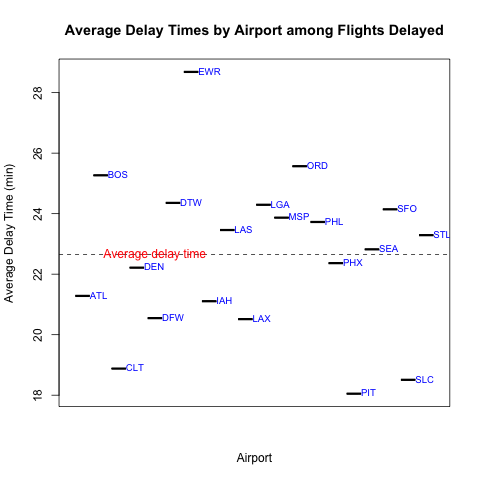 Average Delay Times by Airport among Flights Delayed
Average Delay Time (min)
28
26
24
22
20
18
EWR
ORD
BOS
DTW
LGA
SFO
MSP
PHL
LAS
STL
SEA
Average delay time
PHX
DEN
ATL
IAH
DFW
LAX
CLT
SLC
PIT
Airport